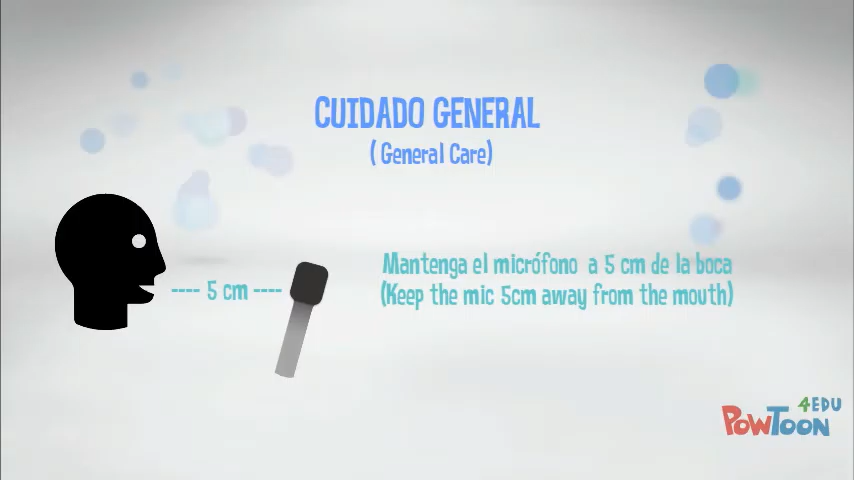 CUIDADO GENERAL
( General Care)
Mantenga el micrófono a 5 cm de la boca
---- 5 cm ----
(Keep the mic 5cm away from the mouth)
4EDU
POWTOON